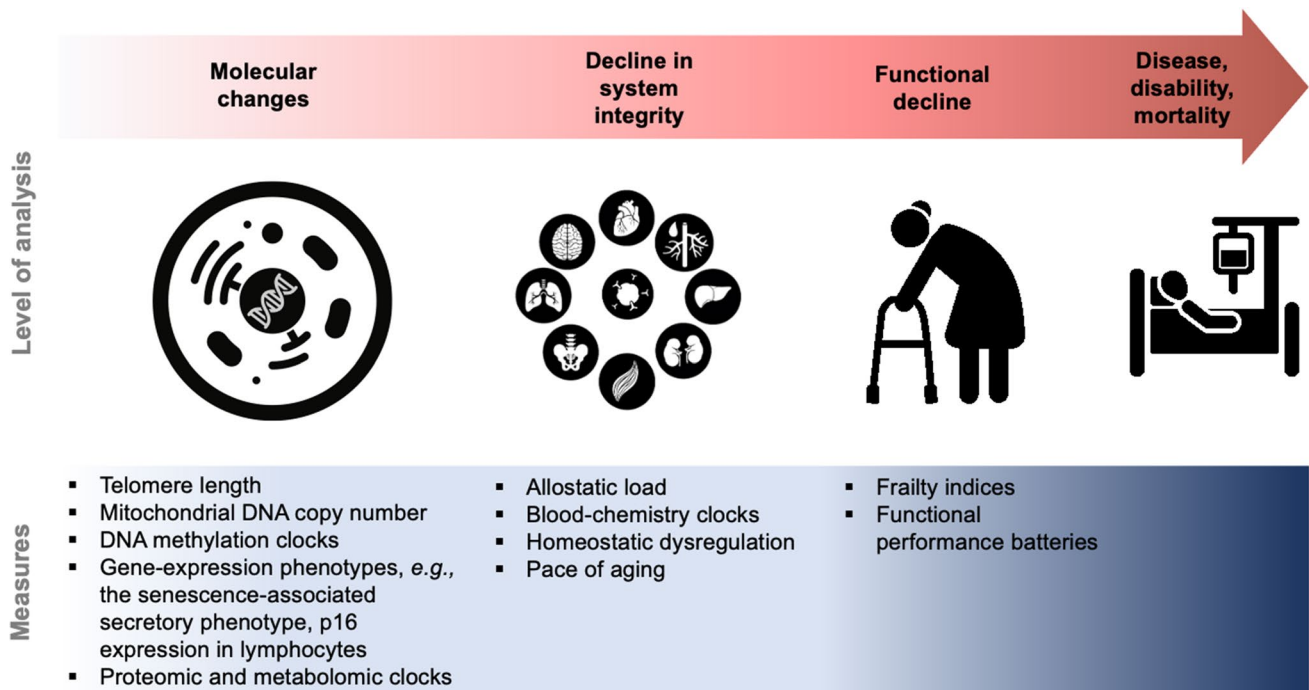 Molecular
changes
Decline in
system
integrity
Functional
decline
Disease,
disability,
mortality
Level of analysis
Measures
▪ Telomere length
▪ Mitochondrial DNA copy number
▪ DNA methylation clocks
▪ Gene-expression phenotypes, e.g.,
the senescence-associated
secretory phenotype, p16
expression in lymphocytes
▪ Proteomic and metabolomic clocks
▪ Allostatic load
▪ Blood-chemistry clocks
▪ Homeostatic dysregulation
▪ Pace of aging
▪ Frailty indices
▪ Functional
performance batteries